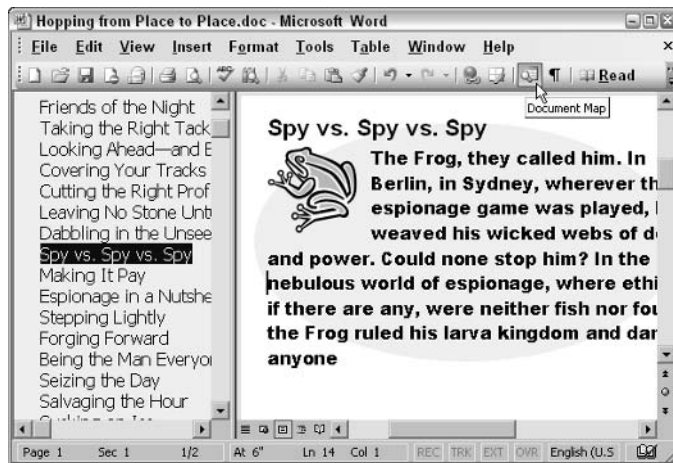 Hopping from Place to Place.doc - Microsoft Word
File Edit View Insert Format Tools Table Window Help
Read
Document Map
Friends of the Night
Taking the Right Tack
Looking Ahead—and E
Covering Your Tracks
Cutting the Right Prof
Leaving No Stone Unt
Dabbling in the Unsee
Spy vs. Spy vs. Spy
Making It Pay
Espionage in a Nutshe
Stepping Lightly
Forging Forward
Being the Man Everyo
Seizing the Day
Salvaging the Hour
Spy vs. Spy vs. Spy
The Frog, they called him. In
Berlin, in Sydney, wherever th
espionage game was played,
weaved his wicked webs of d
and power. Could none stop him? In the
nebulous world of espionage, where ethi
if there are any, were neither fish nor fou
the Frog ruled his larva kingdom and dar
anyone
Page 1 Sec 1 1/2 At 6" Ln 14 Col 1 REC TRK EXT OVR English (U.S